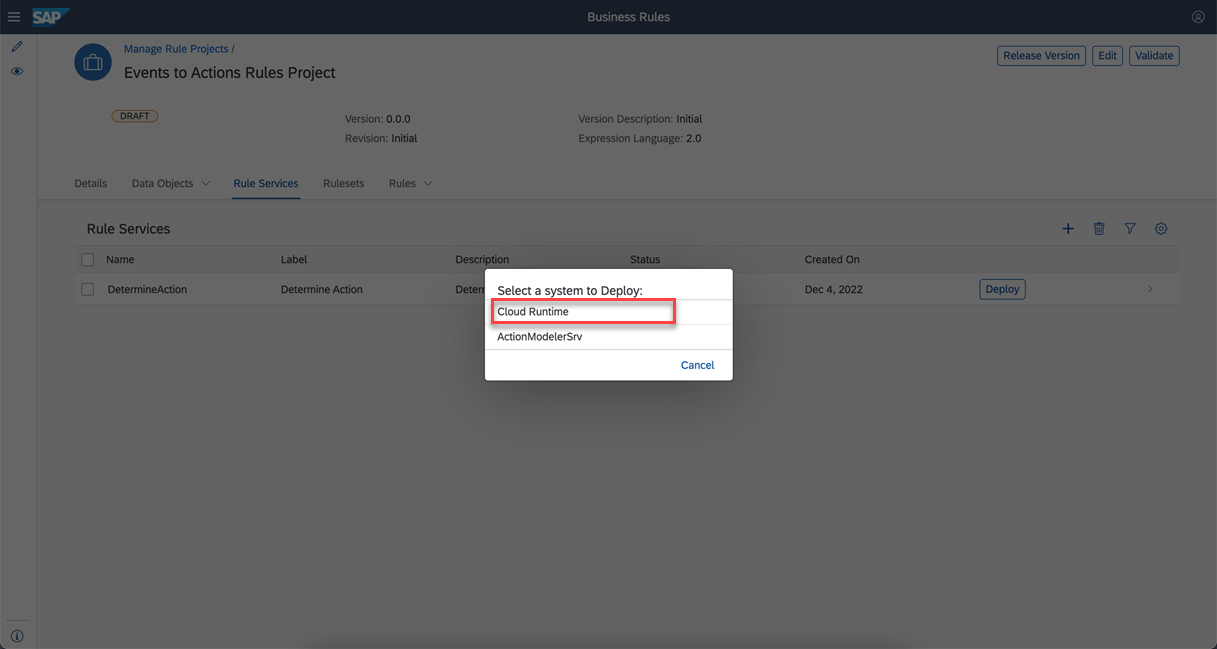 SAP
Business Rules
Manage Rule Projects /
Events to Actions Rules Project
Release Version
Edit
Validate
DRAFT
Version: 0.0.0
Version Description: Initial
Revision: Initial
Expression Language: 2.0
Details
Data Objects
Rule Services
Rulesets
Rules
Rule Services
Name
Label
Description
Status
Created On
DetermineAction
Determine Action
Deter
Dec 4, 2022
Deploy
Select a system to Deploy:
Cloud Runtime
ActionModelerSrv
Cancel